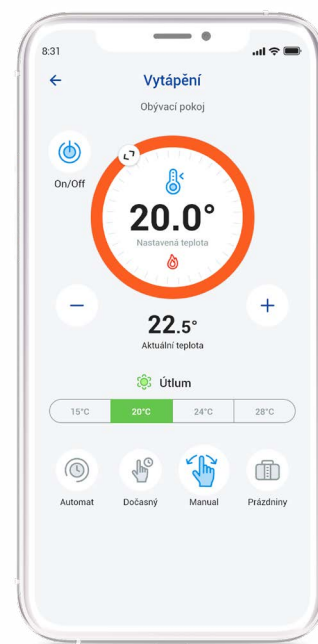 8:31
Vytápění
Obývací pokoj
On/Off
20.0°
Nastavená teplota
22.5°
Aktuální teplota
Útlum
15°C 20°C 24°C 28°C
Automat Dočasný Manual Prázdniny